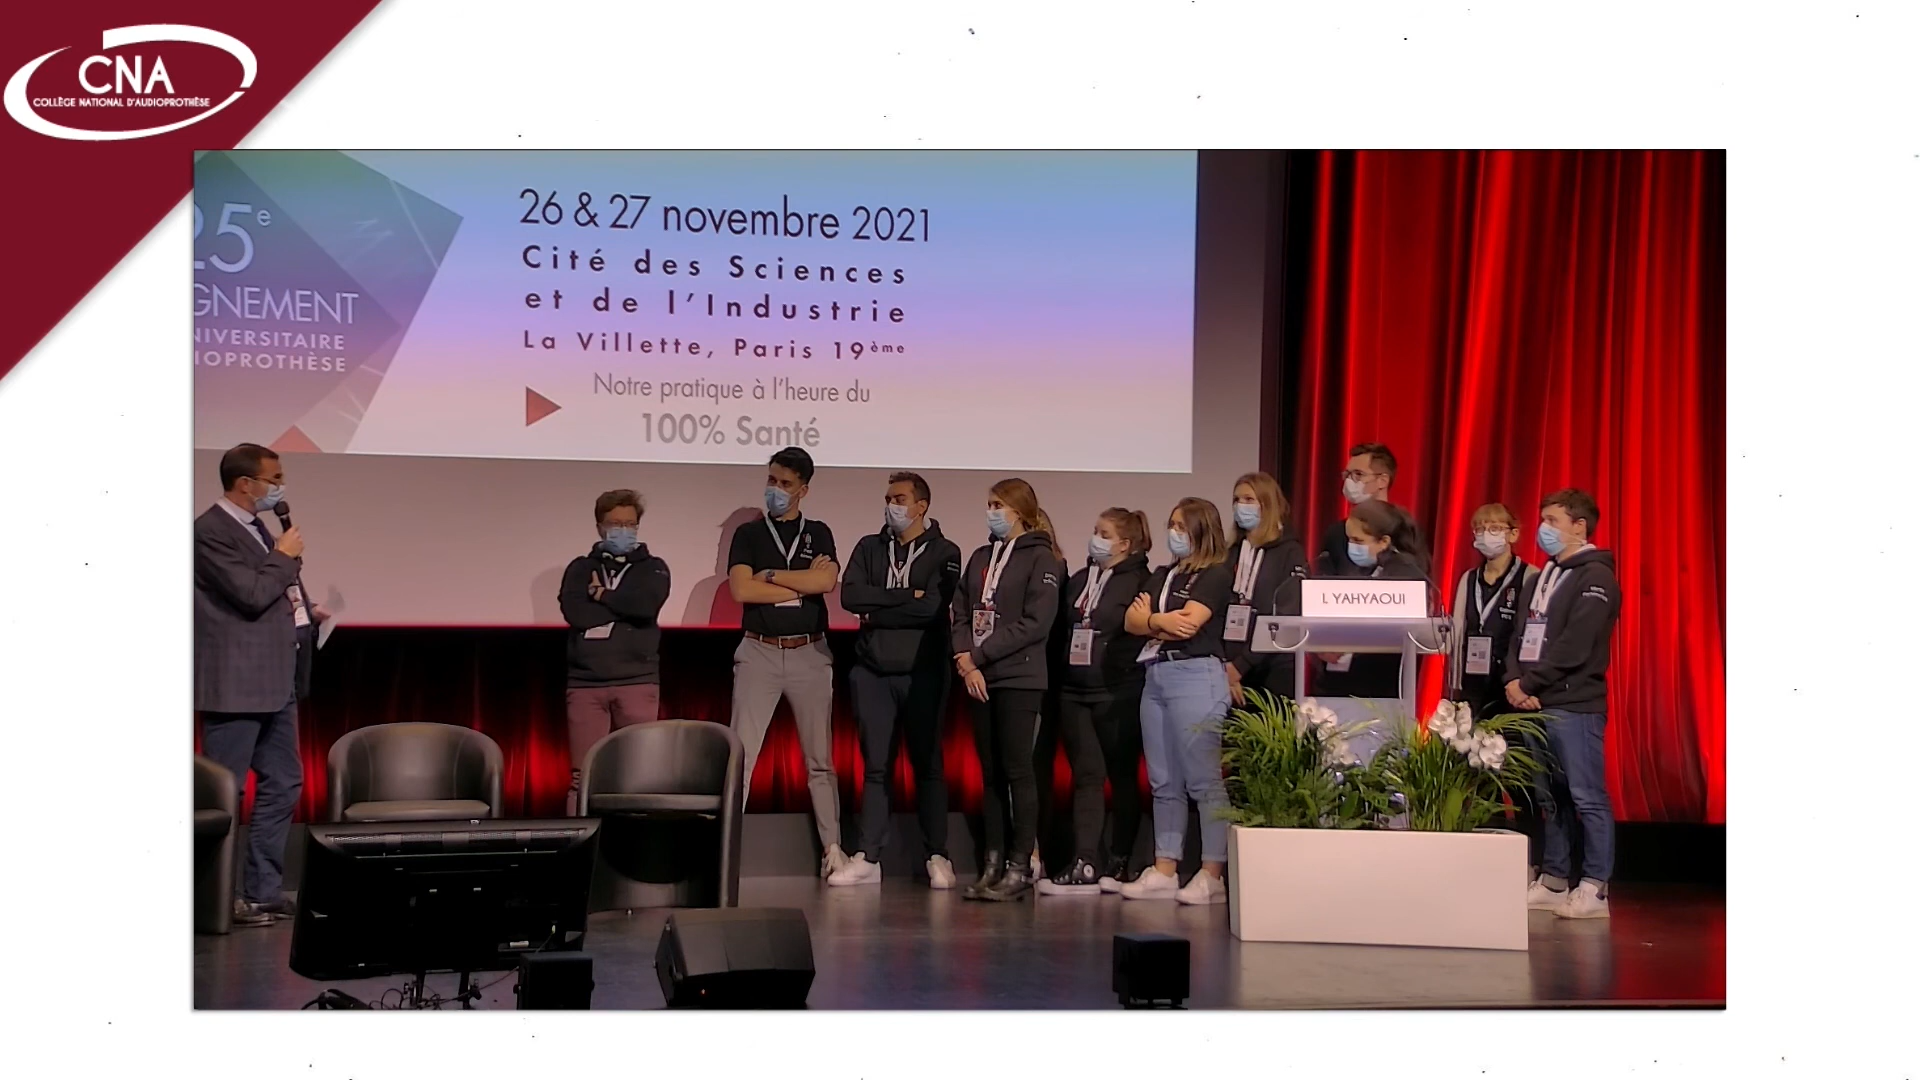 CNA
COLLÈGE NATIONAL D'AUDIOPROTHÈSE
25e
GNEMENT
NIVERSITAIRE
IOPROTHÈSE
26 & 27 novembre 2021
Cité des Sciences
et de l'Industrie
La Villette, Paris 19ème
Notre pratique à l'heure du
100% Santé
I. YAHYAOUI